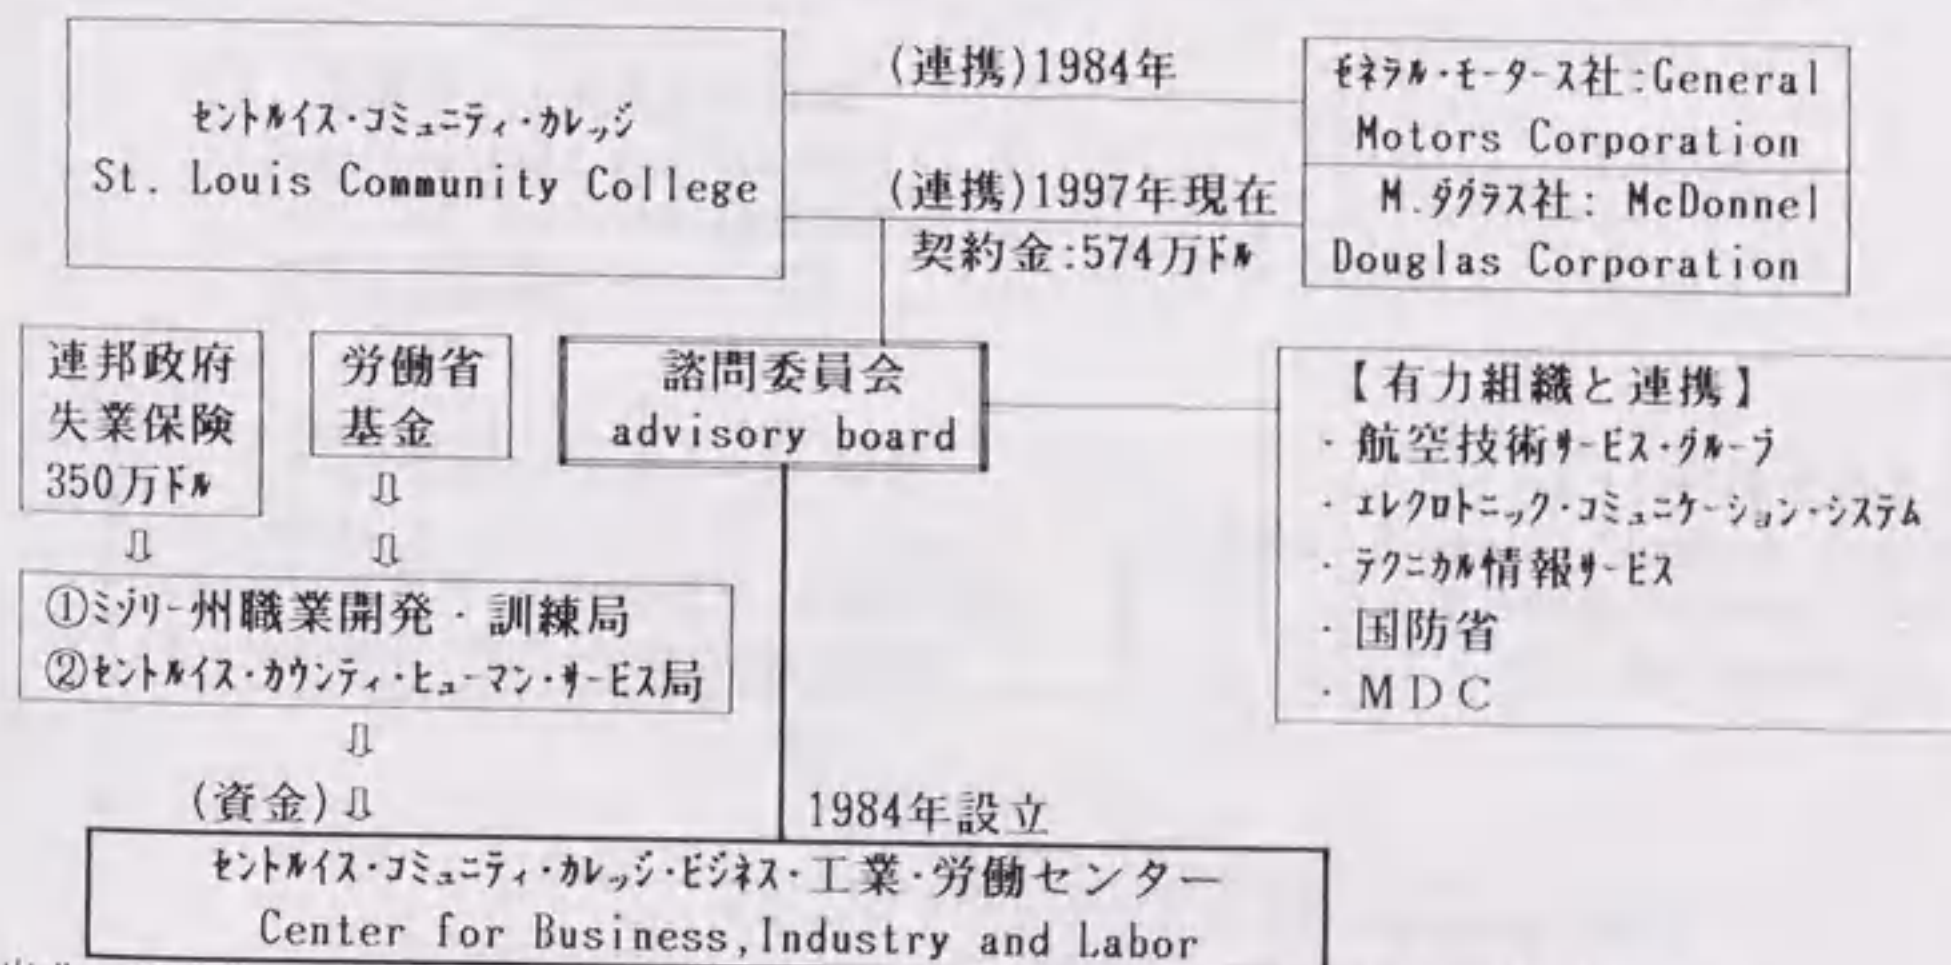 セントルイス・コミュニティ・カレッジ
St. Louis Community College
(連携)1984年
(連携)1997年現在
契約金:574万ドル
モネラル・モータース社:General
Motors Corporation
M.ダグラス社: McDonnel
Douglas Corporation
連邦政府
失業保険
350万ドル
⇩
労働省
基金
⇩
⇩
諮問委員会
advisory board
【有力組織と連携】
・航空技術サービス・グループ
・エレクロトニック・コミュニケーション・システム
・テクニカル情報サービス
・国防省
・MDC
①ミゾリー州職業開発・訓練局
②セントルイス・カウンティ・ヒューマン・サービス局
⇩
(資金)⇩
1984年設立
セントルイス・コミュニティ・カレッジ・ビジネス・工業・労働センター
Center for Business,Industry and Labor